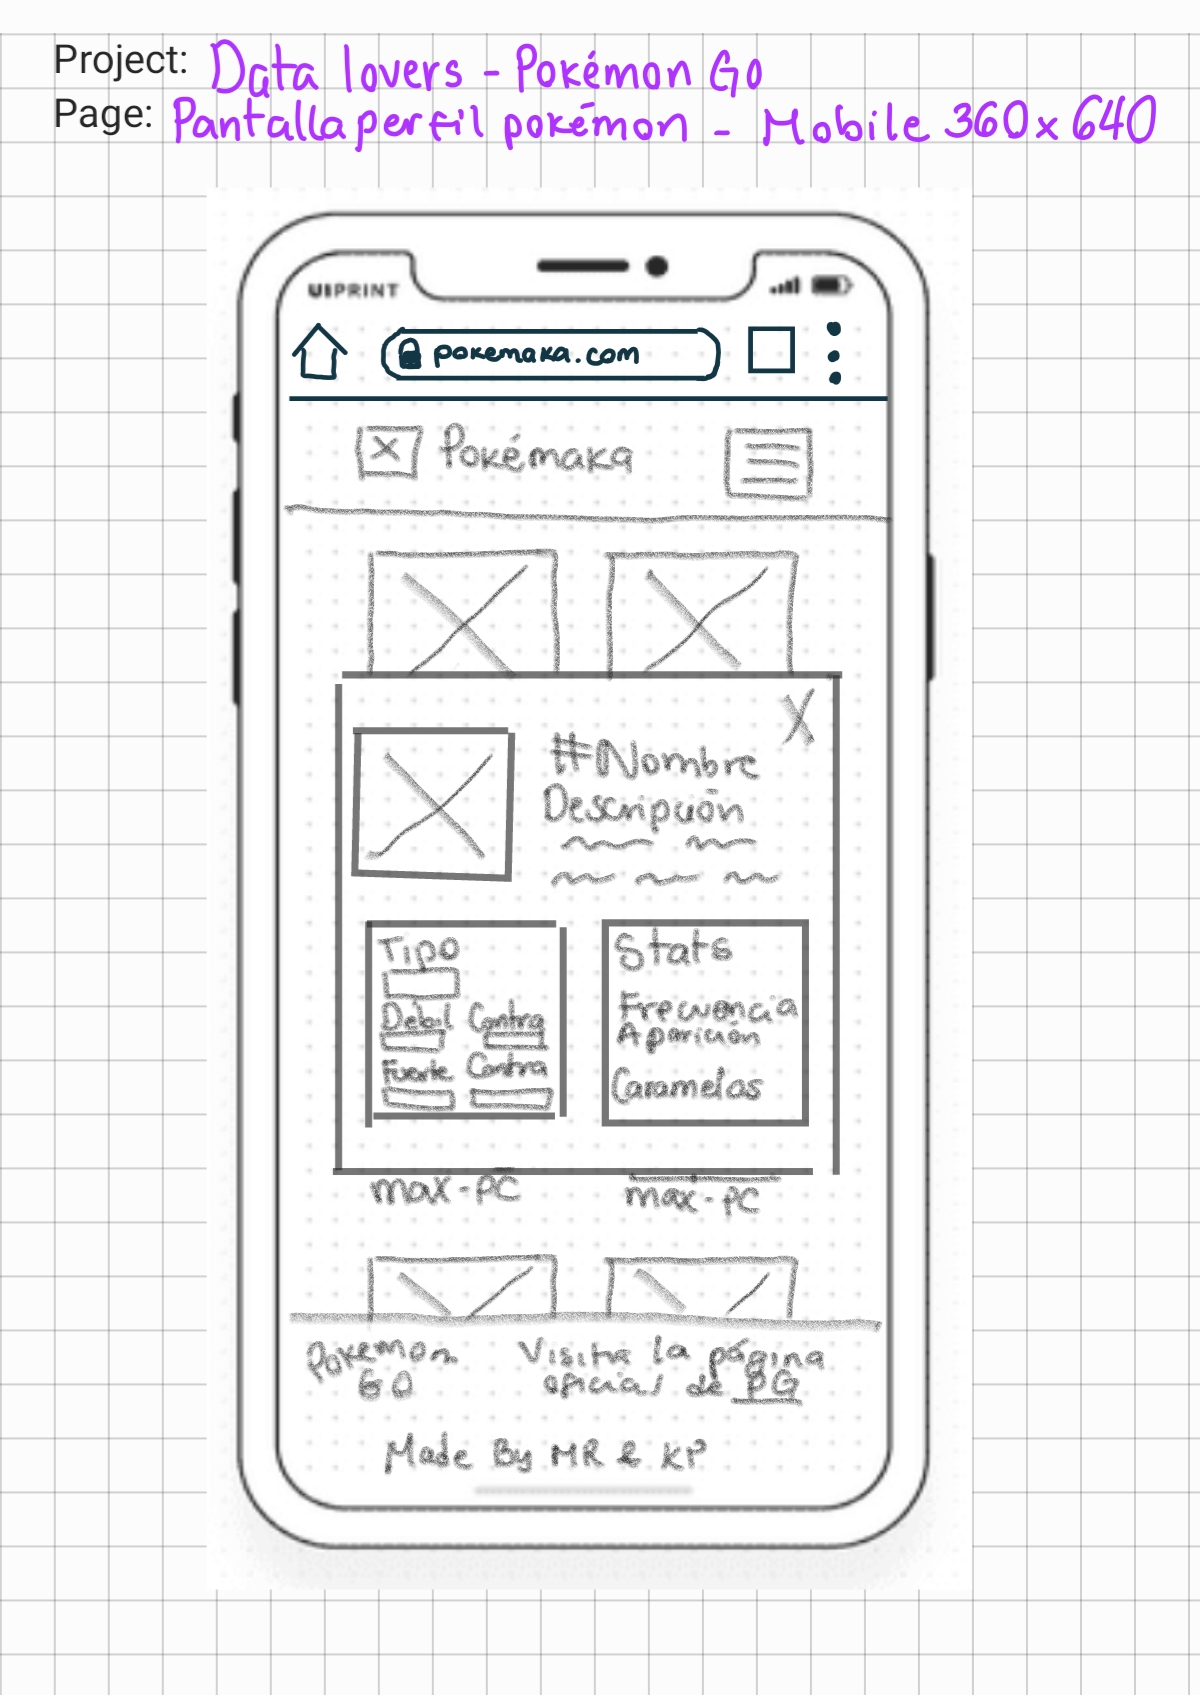 Project: Data lovers - Pokémon GO
Page: Pantalla perfil pokémon - Mobile 360x640
UIPRINT
pokemaka.com
Pokémaka
X
#Nombre
Descripción
Tipo
Debil Contra
Fuerte Contra
Stats
Frecuencia
Aparición
Caramelos
max-PC max-PC
Pokemon
GO
Visita la página
oficial de PG
Made By MR & KP